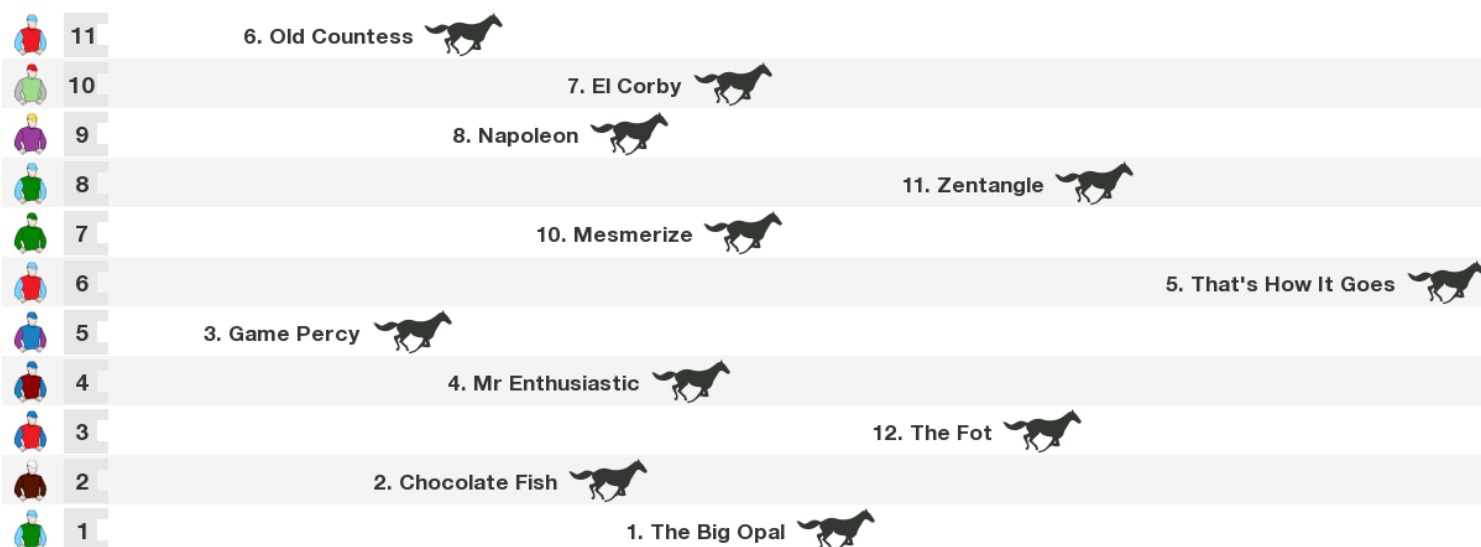 11 6. Old Countess
10 7. El Corby
9 8. Napoleon
8 11. Zentangle
7 10. Mesmerize
6 5. That's How It Goes
5 3. Game Percy
4 4. Mr Enthusiastic
3 12. The Fot
2 2. Chocolate Fish
1 1. The Big Opal